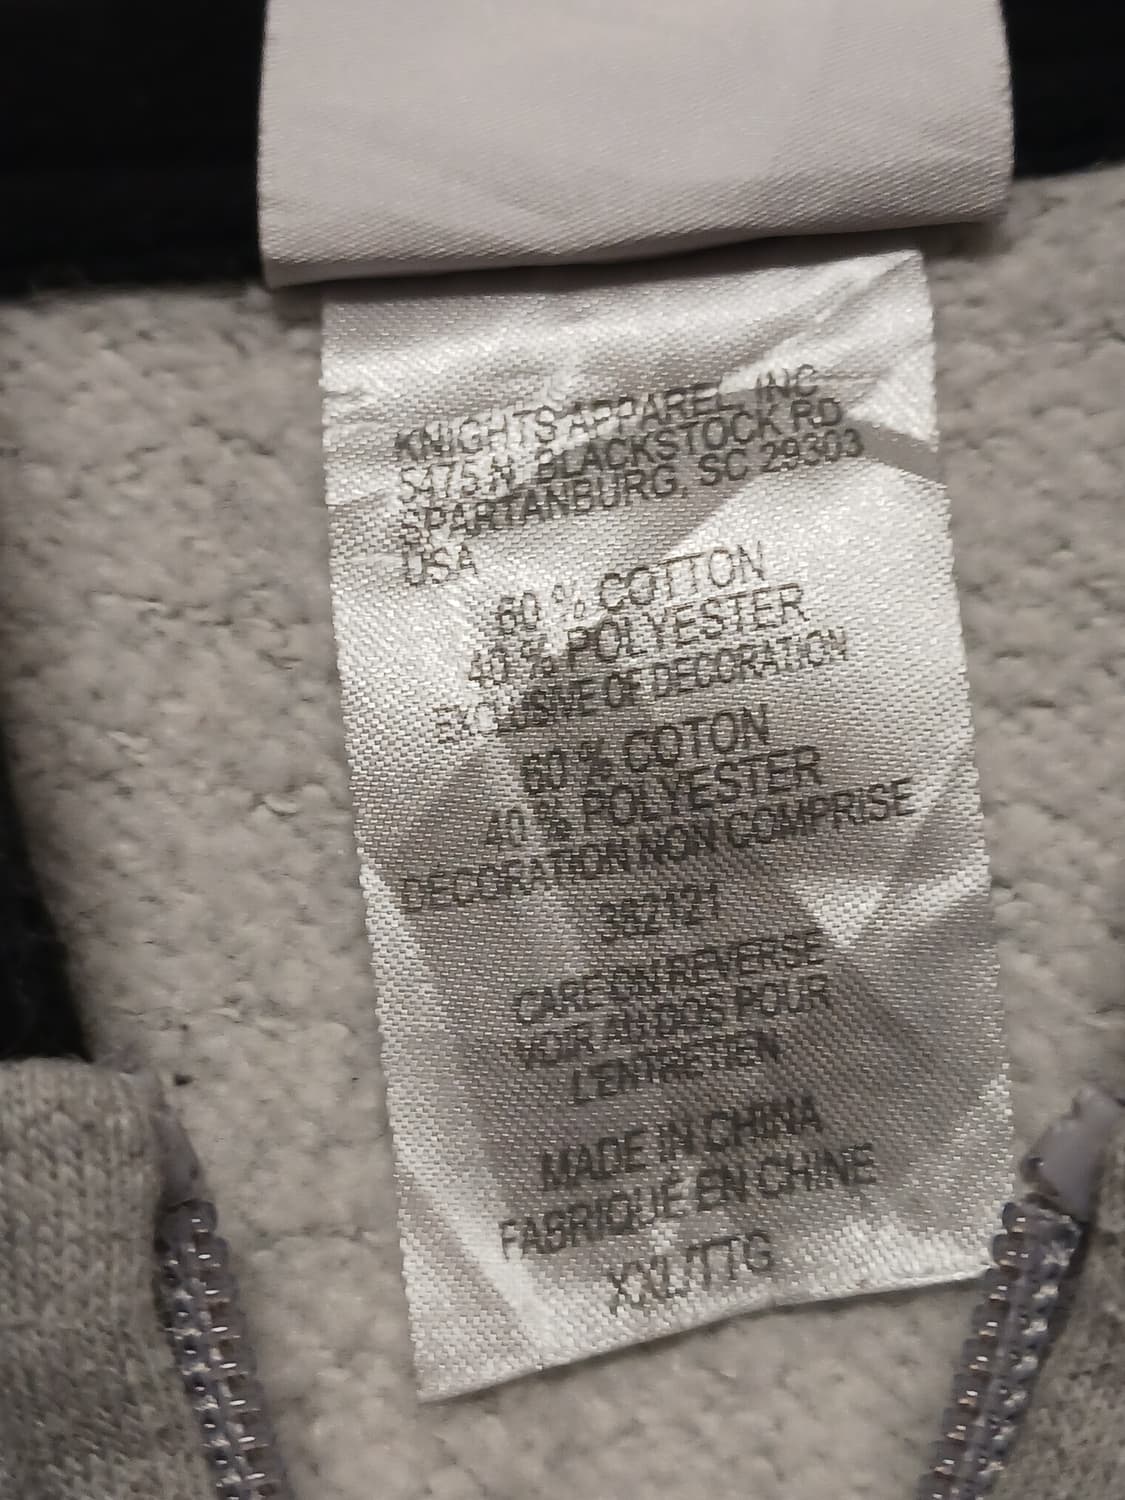 KNIGHTS APPAREL, INC
5475 N. BLACKSTOCK RD
SPARTANBURG, SC 29303
USA
60 % COTTON
40 % POLYESTER
EXCLUSIVE OF DECORATION
60 % COTON
40 % POLYESTER
DECORATION NON COMPRISE
382121
CARE ON REVERSE
VOIR AU DOS POUR
L'ENTRETIEN
MADE IN CHINA
FABRIQUE EN CHINE
XXL/TTG